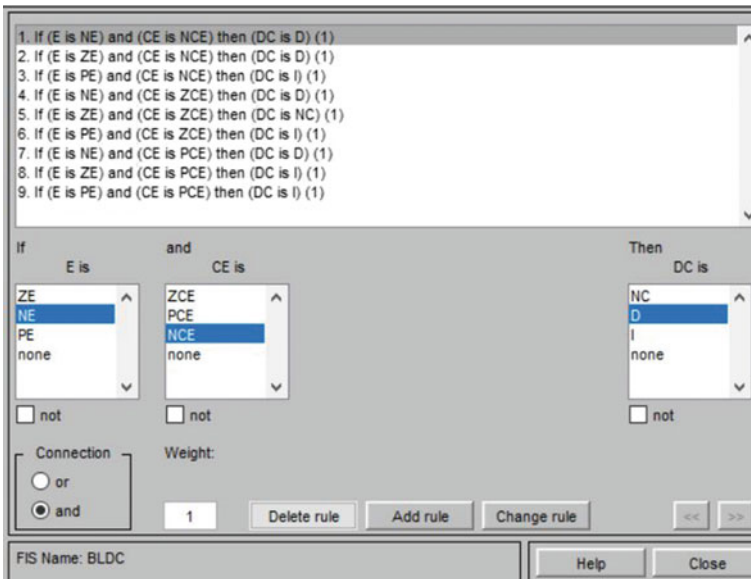 1. If (E is NE) and (CE is NCE) then (DC is D) (1)
2. If (E is ZE) and (CE is NCE) then (DC is D) (1)
3. If (E is PE) and (CE is NCE) then (DC is I) (1)
4. If (E is NE) and (CE is ZCE) then (DC is D) (1)
5. If (E is ZE) and (CE is ZCE) then (DC is NC) (1)
6. If (E is PE) and (CE is ZCE) then (DC is I) (1)
7. If (E is NE) and (CE is PCE) then (DC is D) (1)
8. If (E is ZE) and (CE is PCE) then (DC is I) (1)
9. If (E is PE) and (CE is PCE) then (DC is I) (1)
If and Then
E is CE is DC is
ZE ZCE NC
NE PCE D
PE NCE I
none none none
not not not
Connection Weight:
or
and 1 Delete rule Add rule Change rule << >>
FIS Name: BLDC Help Close